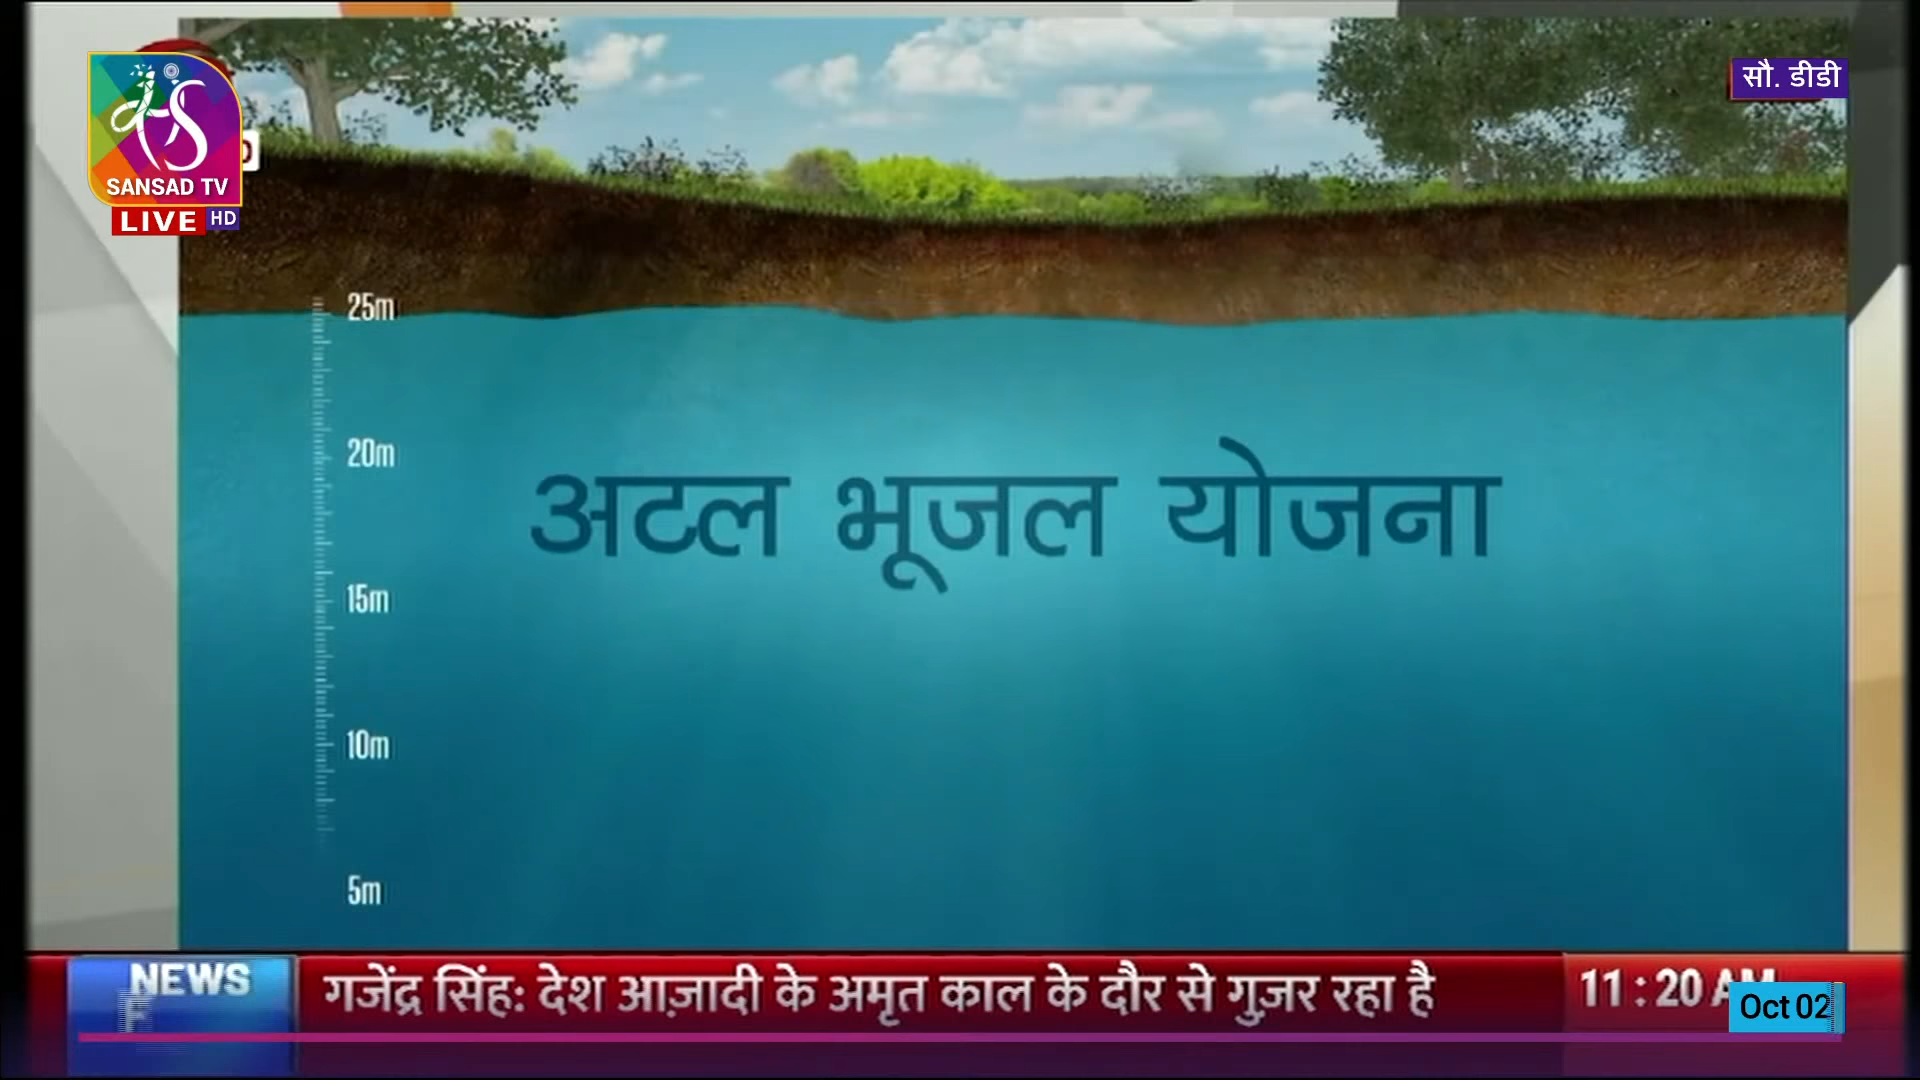 SANSAD TV
LIVE HD
सौ. डीडी
25m
20m
अटल भूजल योजना
15m
10m
5m
NEWS
गजेंद्र सिंह: देश आज़ादी के अमृत काल के दौर से गुज़र रहा है
11:20 AM
Oct 02